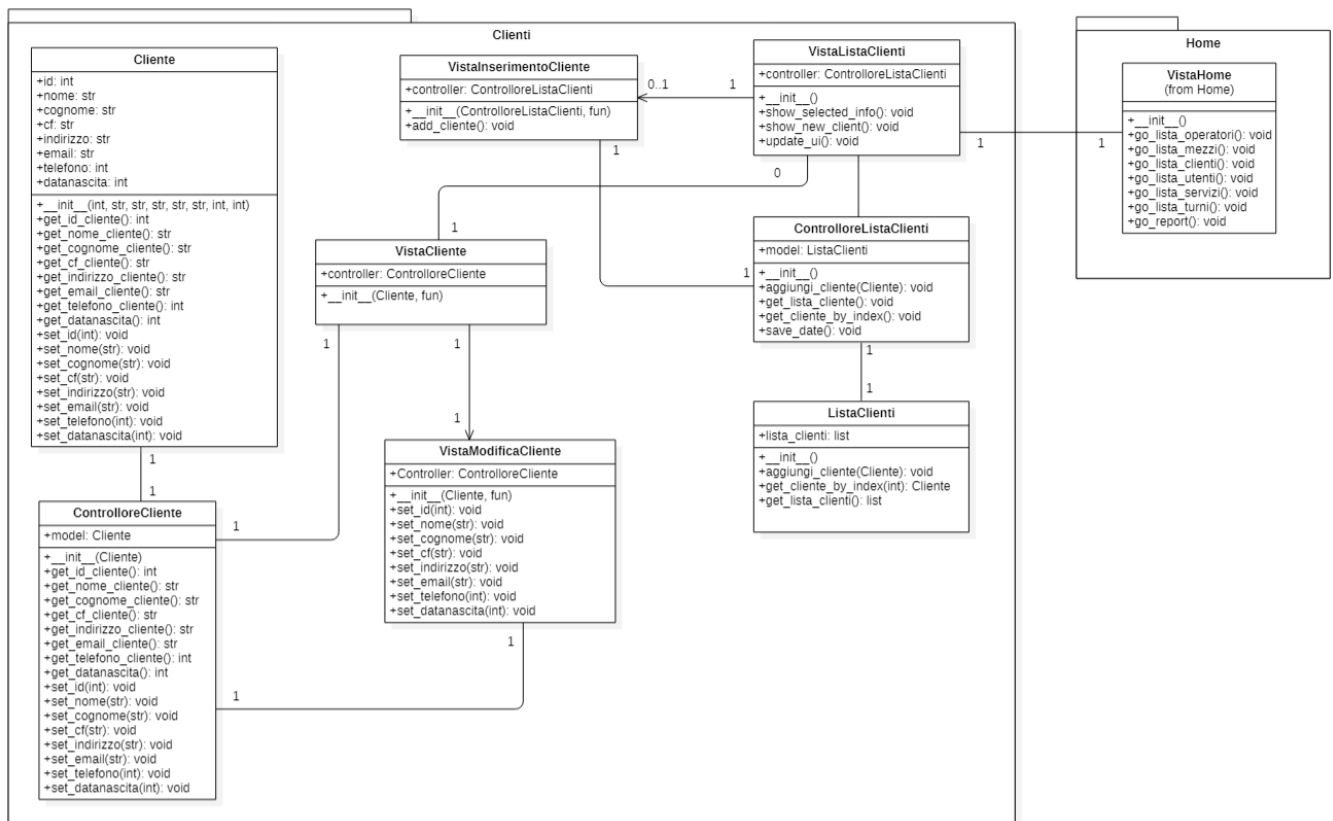 Clienti
Cliente
+id: int
+nome: str
+cognome: str
+cf: str
+indirizzo: str
+email: str
+telefono: int
+datanascita: int
+__init__(int, str, str, str, str, str, int, int)
+get_id_cliente(): int
+get_nome_cliente(): str
+get_cognome_cliente(): str
+get_cf_cliente(): str
+get_indirizzo_cliente(): str
+get_email_cliente(): str
+get_telefono_cliente(): int
+get_datanascita(): int
+set_id(int): void
+set_nome(str): void
+set_cognome(str): void
+set_cf(str): void
+set_indirizzo(str): void
+set_email(str): void
+set_telefono(int): void
+set_datanascita(int): void
1
1
ControlloreCliente
+model: Cliente
+__init__(Cliente)
+get_id_cliente(): int
+get_nome_cliente(): str
+get_cognome_cliente(): str
+get_cf_cliente(): str
+get_indirizzo_cliente(): str
+get_email_cliente(): str
+get_telefono_cliente(): int
+get_datanascita(): int
+set_id(int): void
+set_nome(str): void
+set_cognome(str): void
+set_cf(str): void
+set_indirizzo(str): void
+set_email(str): void
+set_telefono(int): void
+set_datanascita(int): void
VistaInserimentoCliente
+controller: ControlloreListaClienti
+__init__(ControlloreListaClienti, fun)
+add_cliente(): void
0..1
1
1
1
0
1
VistaCliente
+controller: ControlloreCliente
+__init__(Cliente, fun)
1
1
1
1
VistaModificaCliente
+Controller: ControlloreCliente
+__init__(Cliente, fun)
+set_id(int): void
+set_nome(str): void
+set_cognome(str): void
+set_cf(str): void
+set_indirizzo(str): void
+set_email(str): void
+set_telefono(int): void
+set_datanascita(int): void
1
1
VistaListaClienti
+controller: ControlloreListaClienti
+__init__()
+show_selected_info(): void
+show_new_client(): void
+update_ui(): void
1
1
ControlloreListaClienti
+model: ListaClienti
+__init__()
+aggiungi_cliente(Cliente): void
+get_lista_cliente(): void
+get_cliente_by_index(): void
+save_date(): void
1
1
ListaClienti
+lista_clienti: list
+__init__()
+aggiungi_cliente(Cliente): void
+get_cliente_by_index(int): Cliente
+get_lista_clienti(): list
Home
VistaHome
(from Home)
+__init__()
+go_lista_operatori(): void
+go_lista_mezzi(): void
+go_lista_clienti(): void
+go_lista_utenti(): void
+go_lista_servizi(): void
+go_lista_turni(): void
+go_report(): void